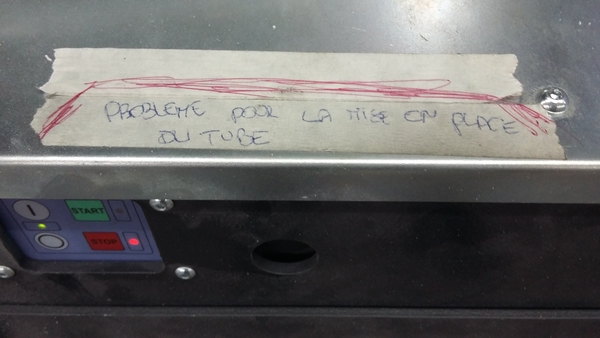 PROBLEME POUR LA MISE EN PLACE
DU TUBE
START
STOP